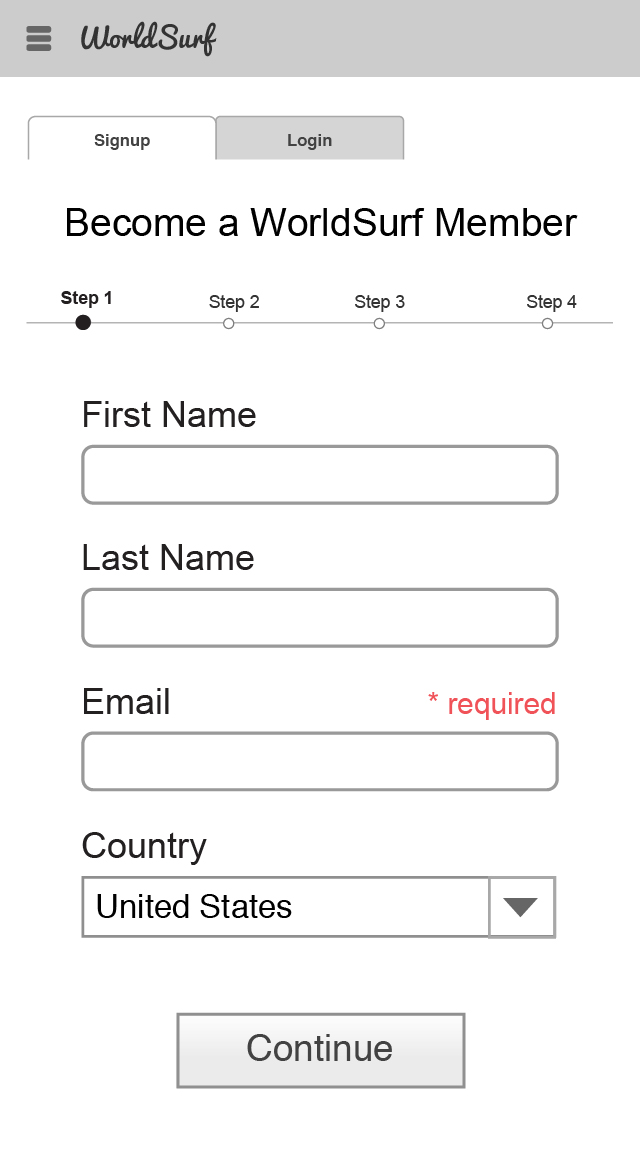 WorldSurf
Signup Login
Become a WorldSurf Member
Step 1 Step 2 Step 3 Step 4
First Name
Last Name
Email * required
Country
United States
Continue